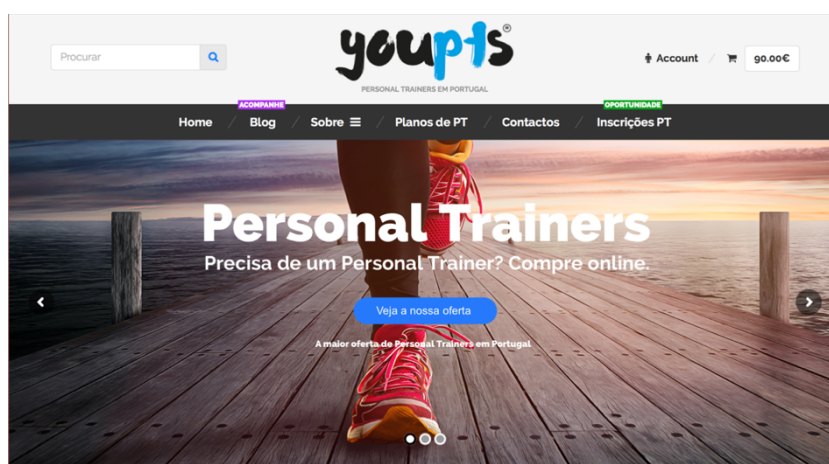 Procurar
youpts®
PERSONAL TRAINERS EM PORTUGAL
Account / 90.00€
ACOMPANHE
OPORTUNIDADE
Home / Blog / Sobre / Planos de PT / Contactos / Inscrições PT
Personal Trainers
Precisa de um Personal Trainer? Compre online.
Veja a nossa oferta
A maior oferta de Personal Trainers em Portugal